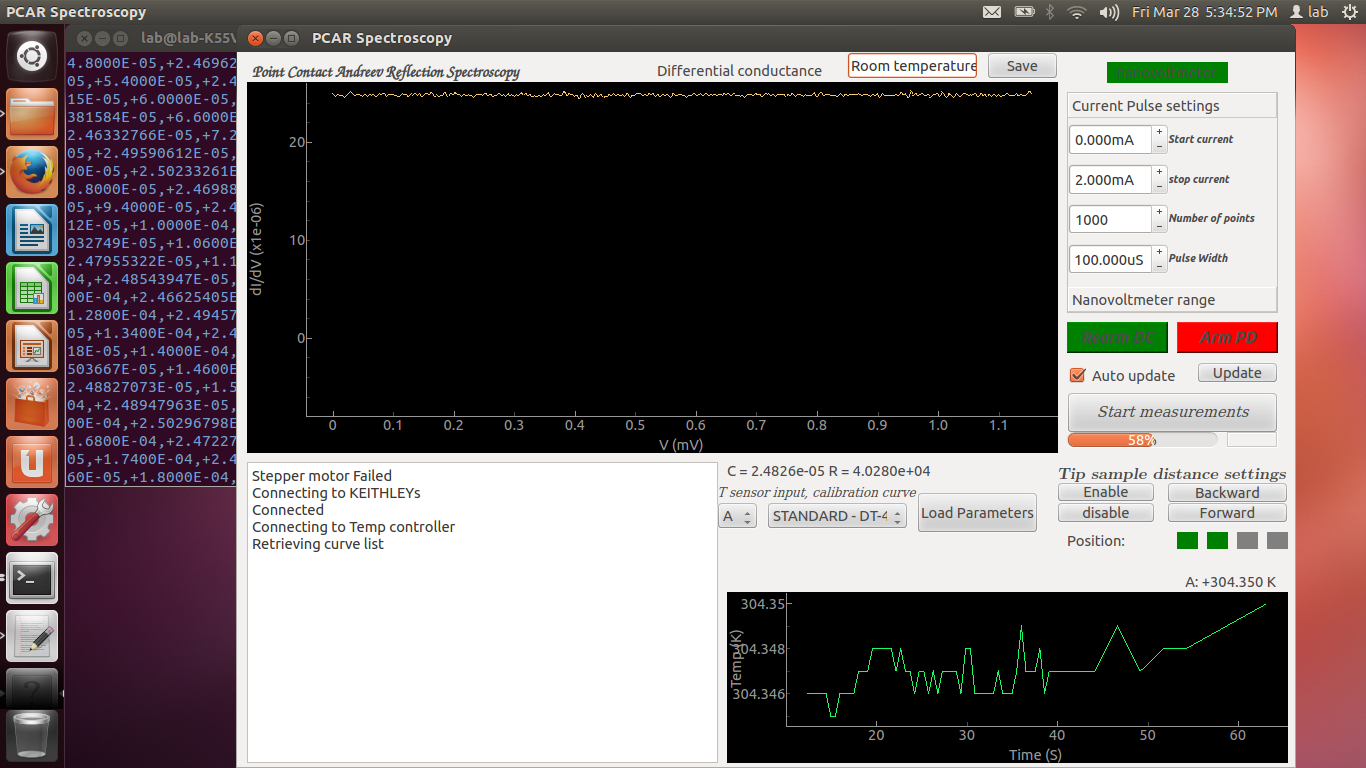 PCAR Spectroscopy
Fri Mar 28 5:34:52 PM lab
lab@lab-K55V
PCAR Spectroscopy
4.8000E-05,+2.46962
05,+5.4000E-05,+2.4
15E-05,+6.0000E-05,
381584E-05,+6.6000E
2.46332766E-05,+7.2
05,+2.49590612E-05,
00E-05,+2.50233261E
8.8000E-05,+2.46988
05,+9.4000E-05,+2.4
12E-05,+1.0000E-04,
032749E-05,+1.0600E
2.47955322E-05,+1.1
04,+2.48543947E-05,
00E-04,+2.46625405E
1.2800E-04,+2.49457
05,+1.3400E-04,+2.4
18E-05,+1.4000E-04,
503667E-05,+1.4600E
2.48827073E-05,+1.5
04,+2.48947963E-05,
00E-04,+2.50296798E
1.6800E-04,+2.47227
05,+1.7400E-04,+2.4
60E-05,+1.8000E-04,
Point Contact Andreev Reflection Spectroscopy
Differential conductance
Room temperature
Save
20
10
0
dI/dV (x1e-06)
0 0.1 0.2 0.3 0.4 0.5 0.6 0.7 0.8 0.9 1.0 1.1
V (mV)
Current Pulse settings
0.000mA Start current
2.000mA stop current
1000 Number of points
100.000uS Pulse Width
Nanovoltmeter range
Rearm DC
Arm PD
Auto update
Update
Start measurements
58%
Stepper motor Failed
Connecting to KEITHLEYs
Connected
Connecting to Temp controller
Retrieving curve list
C = 2.4826e-05 R = 4.0280e+04
T sensor input, calibration curve
A
STANDARD - DT-4
Load Parameters
Tip sample distance settings
Enable
Backward
disable
Forward
Position:
A: +304.350 K
304.35
304.348
304.346
Temp (K)
20 30 40 50 60
Time (S)